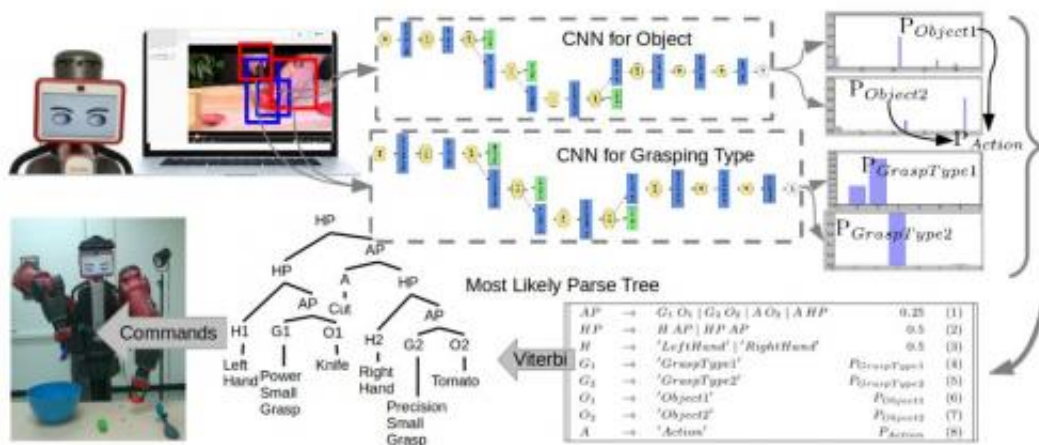 CNN for Object
P_Object1
P_Object2
P_Action
CNN for Grasping Type
P_GraspType1
P_GraspType2
HP
HP AP
AP A HP
Cut
AP
H1 G1 O1 H2 G2 O2
Left Hand
Power Small Grasp
Knife
Right Hand
Precision Small Grasp
Tomato
Commands
Most Likely Parse Tree
Viterbi
AP → G₁ O₁ | G₂ O₂ | A O₂ | A HP 0.25 (1)
HP → H AP | HP AP 0.5 (2)
H → 'LeftHand' | 'RightHand' 0.5 (3)
G₁ → 'GraspType1' P_GraspType1 (4)
G₂ → 'GraspType2' P_GraspType2 (5)
O₁ → 'Object1' P_Object1 (6)
O₂ → 'Object2' P_Object2 (7)
A → 'Action' P_Action (8)